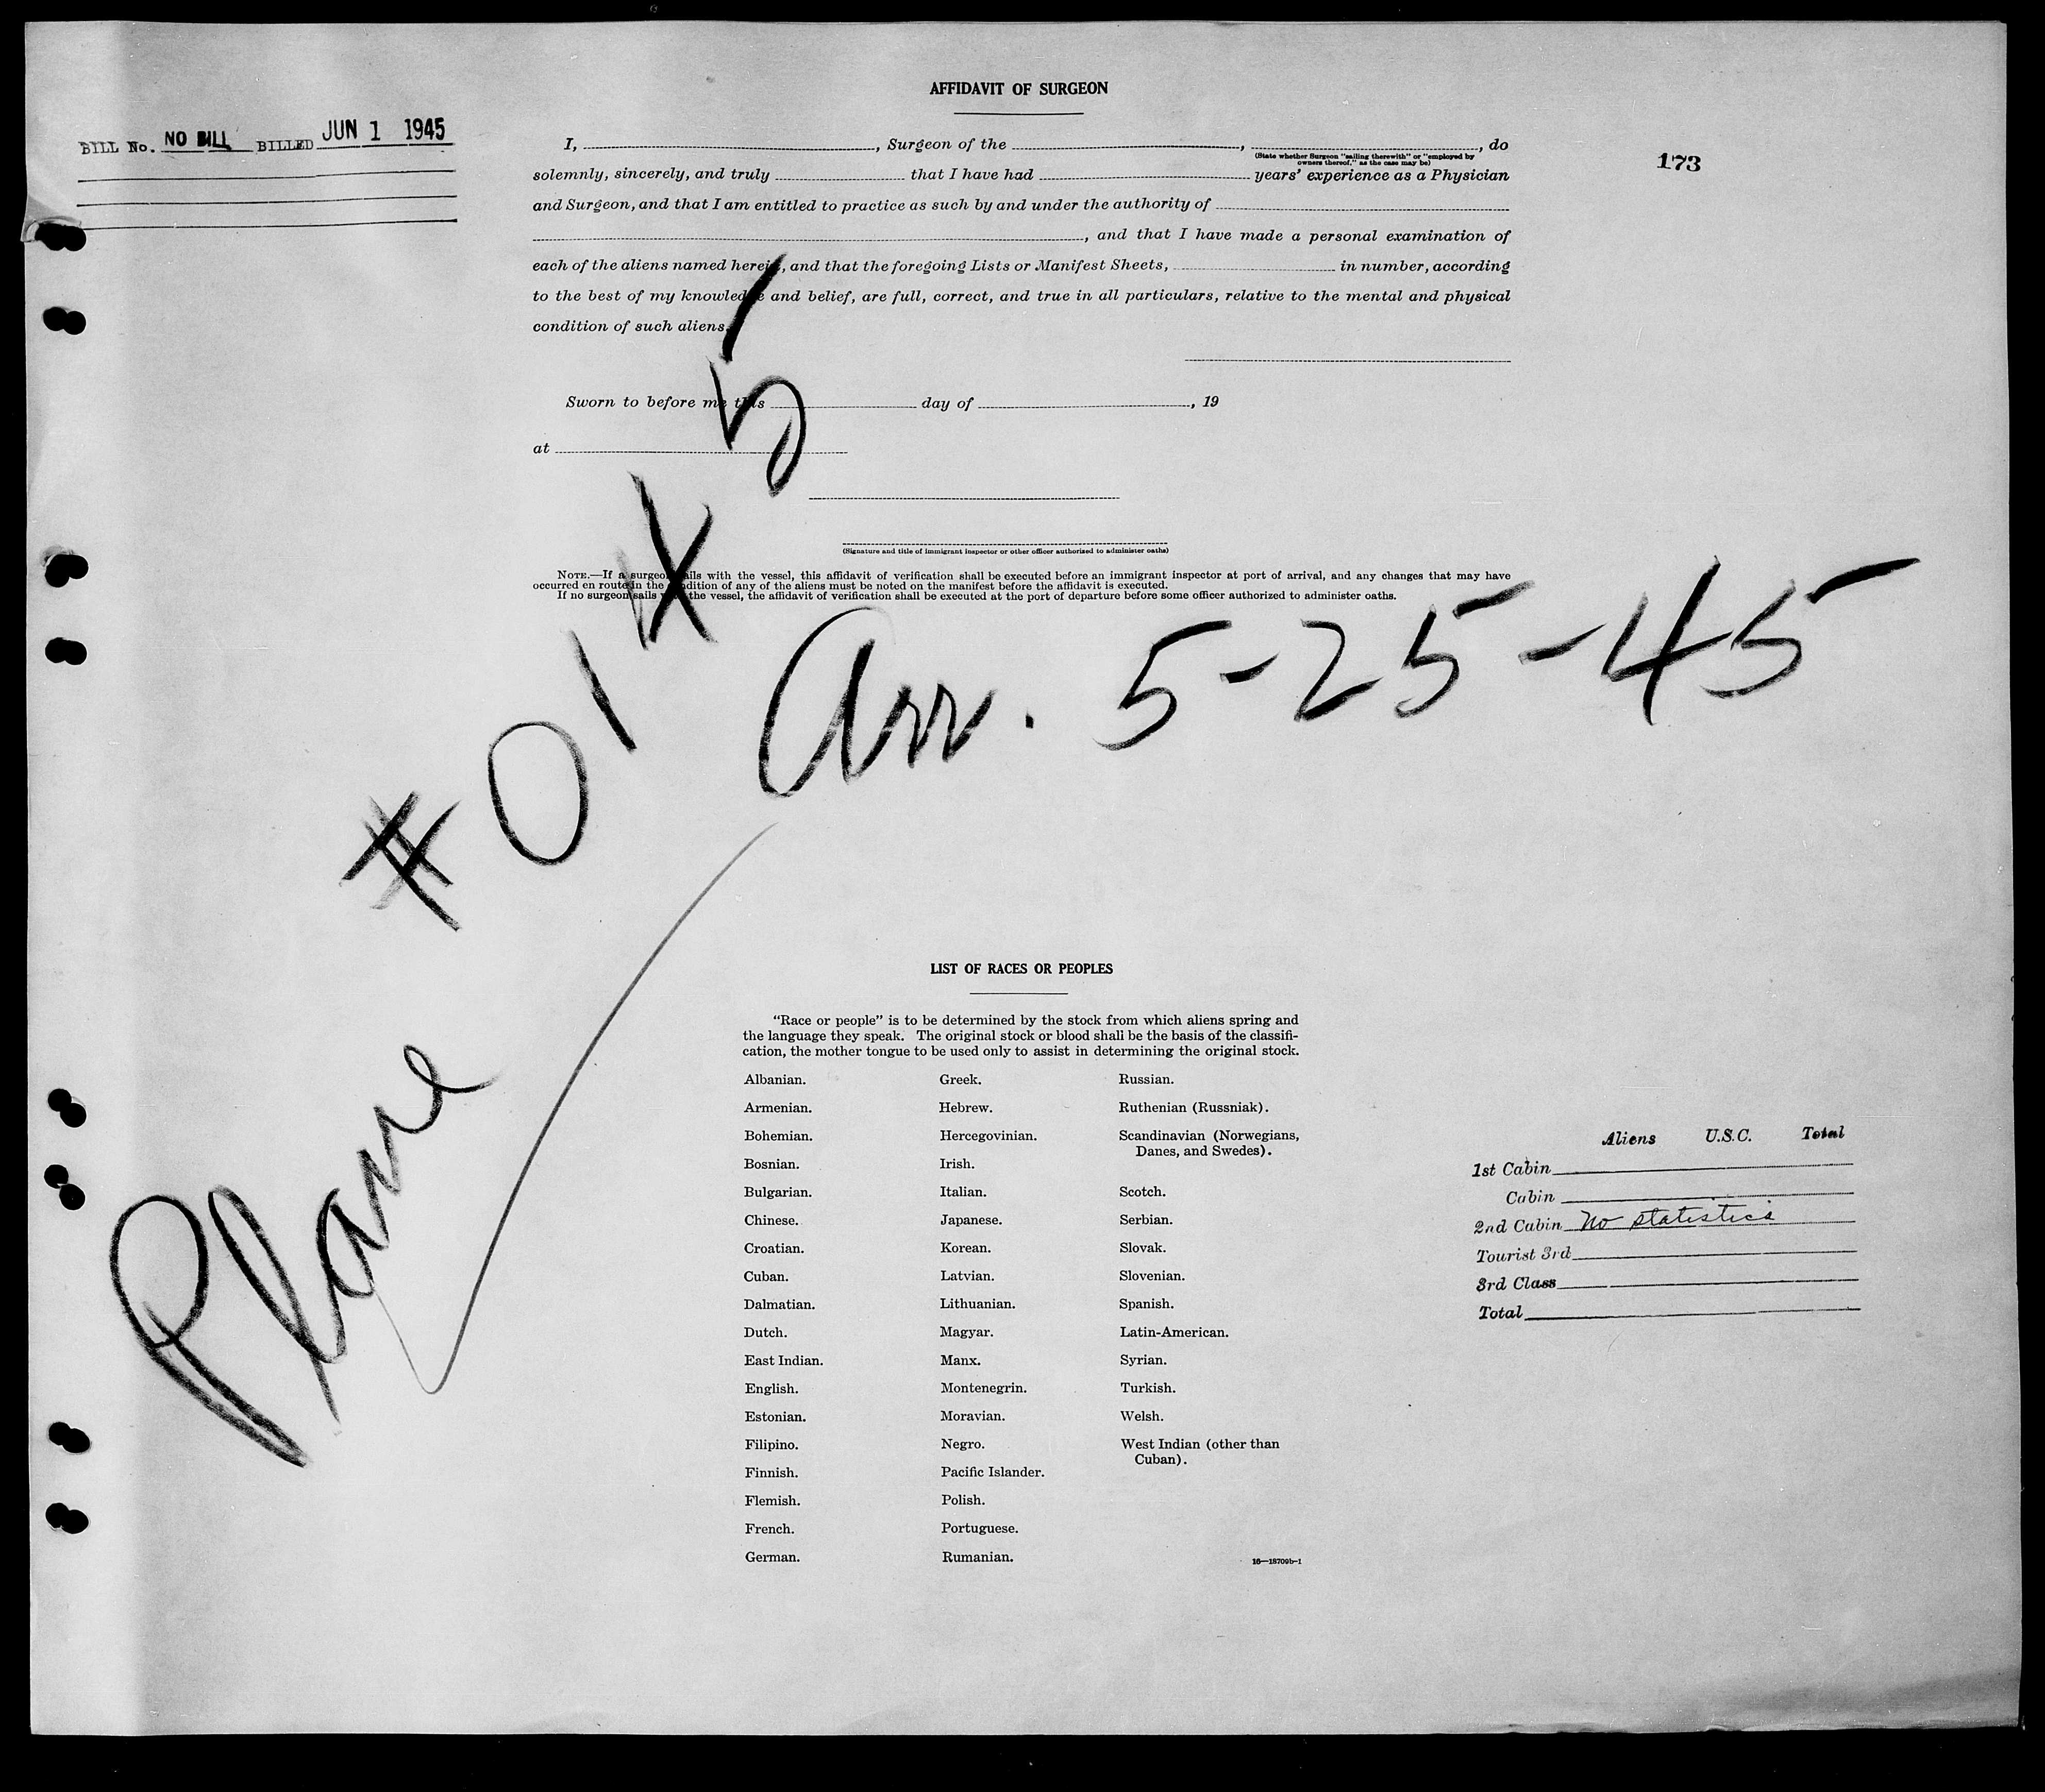 AFFIDAVIT OF SURGEON
BILL No. NO BILL BILLED JUN 1 1945
173
I, , Surgeon of the , , do
(State whether Surgeon "sailing therewith" or "employed by
owners thereof," as the case may be)
solemnly, sincerely, and truly that I have had years' experience as a Physician
and Surgeon, and that I am entitled to practice as such by and under the authority of
, and that I have made a personal examination of
each of the aliens named herein, and that the foregoing Lists or Manifest Sheets, in number, according
to the best of my knowledge and belief, are full, correct, and true in all particulars, relative to the mental and physical
condition of such aliens.
Sworn to before me this day of , 19
at
(Signature and title of immigrant inspector or other officer authorized to administer oaths)
NOTE.—If a surgeon sails with the vessel, this affidavit of verification shall be executed before an immigrant inspector at port of arrival, and any changes that may have
occurred en route in the condition of any of the aliens must be noted on the manifest before the affidavit is executed.
If no surgeon sails with the vessel, the affidavit of verification shall be executed at the port of departure before some officer authorized to administer oaths.
Plane # 0145
Arr. 5-25-45
LIST OF RACES OR PEOPLES
"Race or people" is to be determined by the stock from which aliens spring and
the language they speak. The original stock or blood shall be the basis of the classifi-
cation, the mother tongue to be used only to assist in determining the original stock.
Albanian.
Armenian.
Bohemian.
Bosnian.
Bulgarian.
Chinese.
Croatian.
Cuban.
Dalmatian.
Dutch.
East Indian.
English.
Estonian.
Filipino.
Finnish.
Flemish.
French.
German.
Greek.
Hebrew.
Hercegovinian.
Irish.
Italian.
Japanese.
Korean.
Latvian.
Lithuanian.
Magyar.
Manx.
Montenegrin.
Moravian.
Negro.
Pacific Islander.
Polish.
Portuguese.
Rumanian.
Russian.
Ruthenian (Russniak).
Scandinavian (Norwegians,
Danes, and Swedes).
Scotch.
Serbian.
Slovak.
Slovenian.
Spanish.
Latin-American.
Syrian.
Turkish.
Welsh.
West Indian (other than
Cuban).
16—18709b-1
Aliens U.S.C. Total
1st Cabin
Cabin
2nd Cabin No statistics
Tourist 3rd
3rd Class
Total